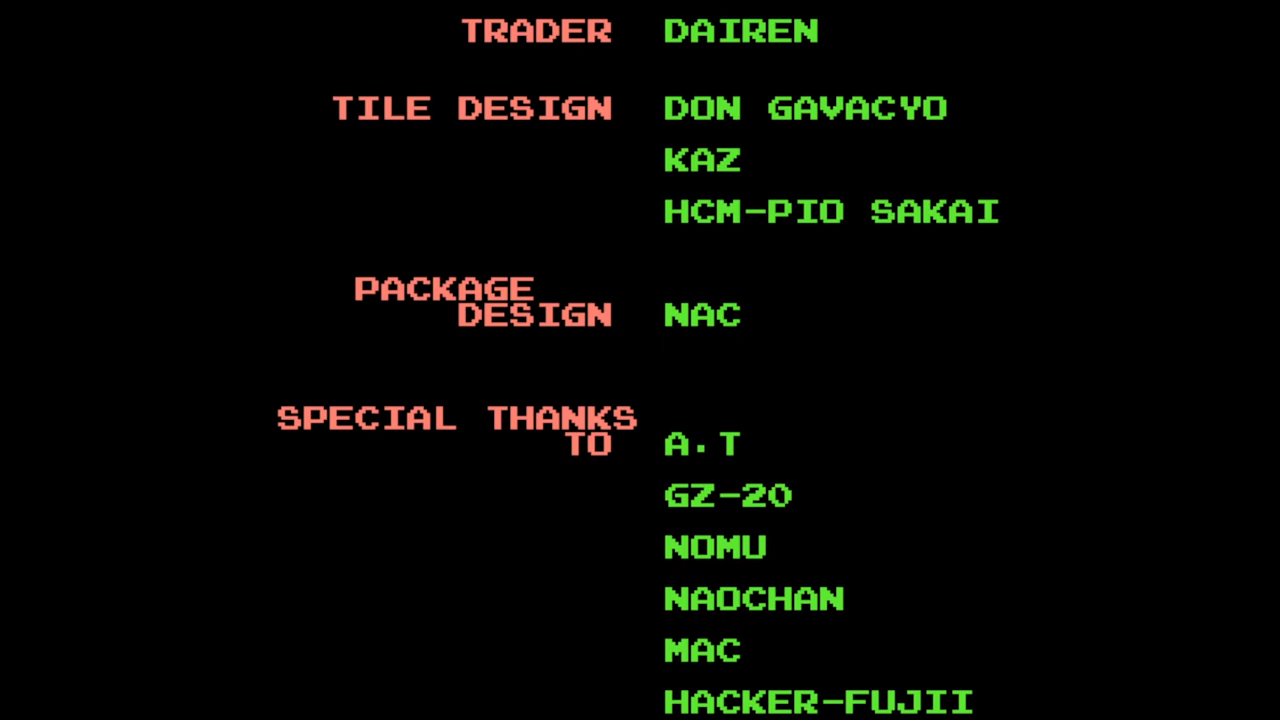 TRADER DAIREN
TILE DESIGN DON GAVACYO
KAZ
HCM-PIO SAKAI
PACKAGE
DESIGN NAC
SPECIAL THANKS
TO A.T
GZ-20
NOMU
NAOCHAN
MAC
HACKER-FUJII